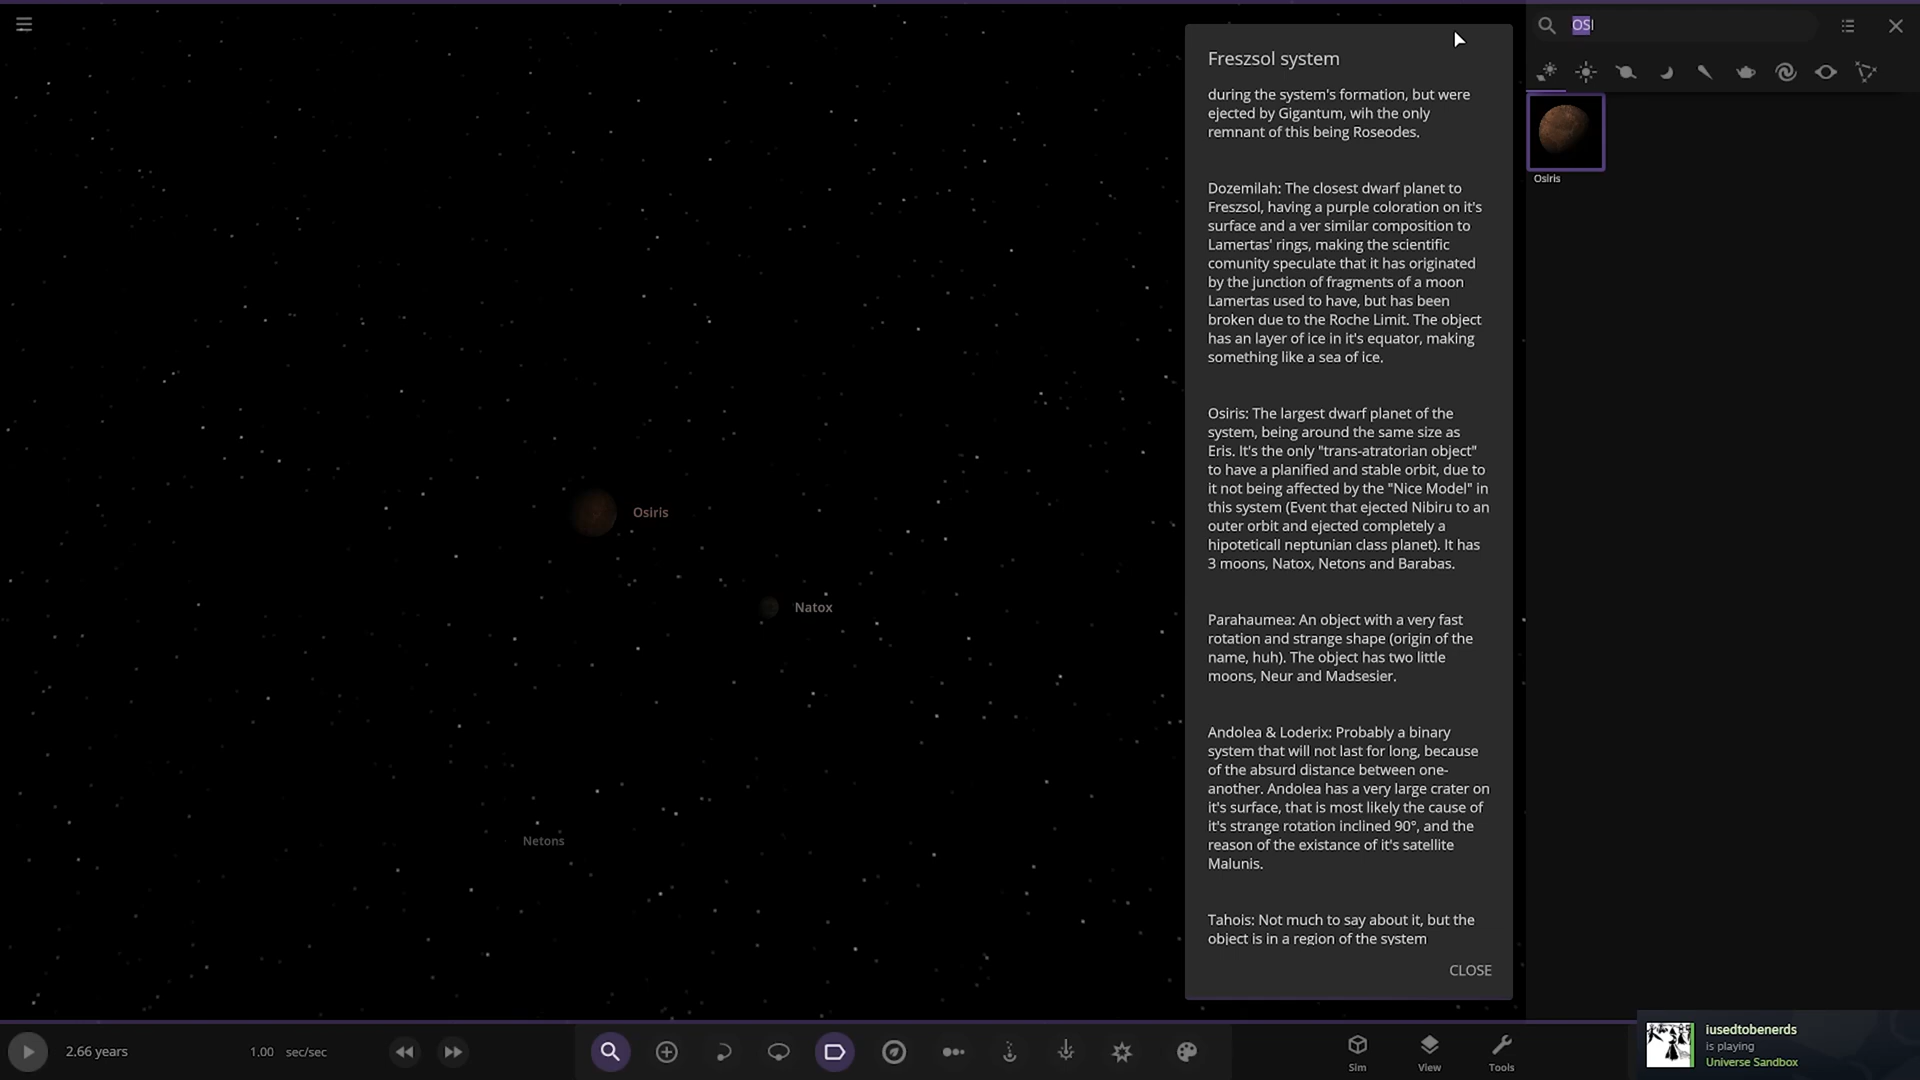 OSI
Freszsol system
during the system's formation, but were
ejected by Gigantum, wih the only
remnant of this being Roseodes.
Dozemilah: The closest dwarf planet to
Freszsol, having a purple coloration on it's
surface and a ver similar composition to
Lamertas' rings, making the scientific
comunity speculate that it has originated
by the junction of fragments of a moon
Lamertas used to have, but has been
broken due to the Roche Limit. The object
has an layer of ice in it's equator, making
something like a sea of ice.
Osiris: The largest dwarf planet of the
system, being around the same size as
Eris. It's the only "trans-atratorian object"
to have a planified and stable orbit, due to
it not being affected by the "Nice Model" in
this system (Event that ejected Nibiru to an
outer orbit and ejected completely a
hipoteticall neptunian class planet). It has
3 moons, Natox, Netons and Barabas.
Parahaumea: An object with a very fast
rotation and strange shape (origin of the
name, huh). The object has two little
moons, Neur and Madsesier.
Andolea & Loderix: Probably a binary
system that will not last for long, because
of the absurd distance between one-
another. Andolea has a very large crater on
it's surface, that is most likely the cause of
it's strange rotation inclined 90°, and the
reason of the existance of it's satellite
Malunis.
Tahois: Not much to say about it, but the
object is in a region of the system
CLOSE
Osiris
Osiris
Natox
Netons
2.66 years
1.00 sec/sec
Sim
View
Tools
iusedtobenerds
is playing
Universe Sandbox